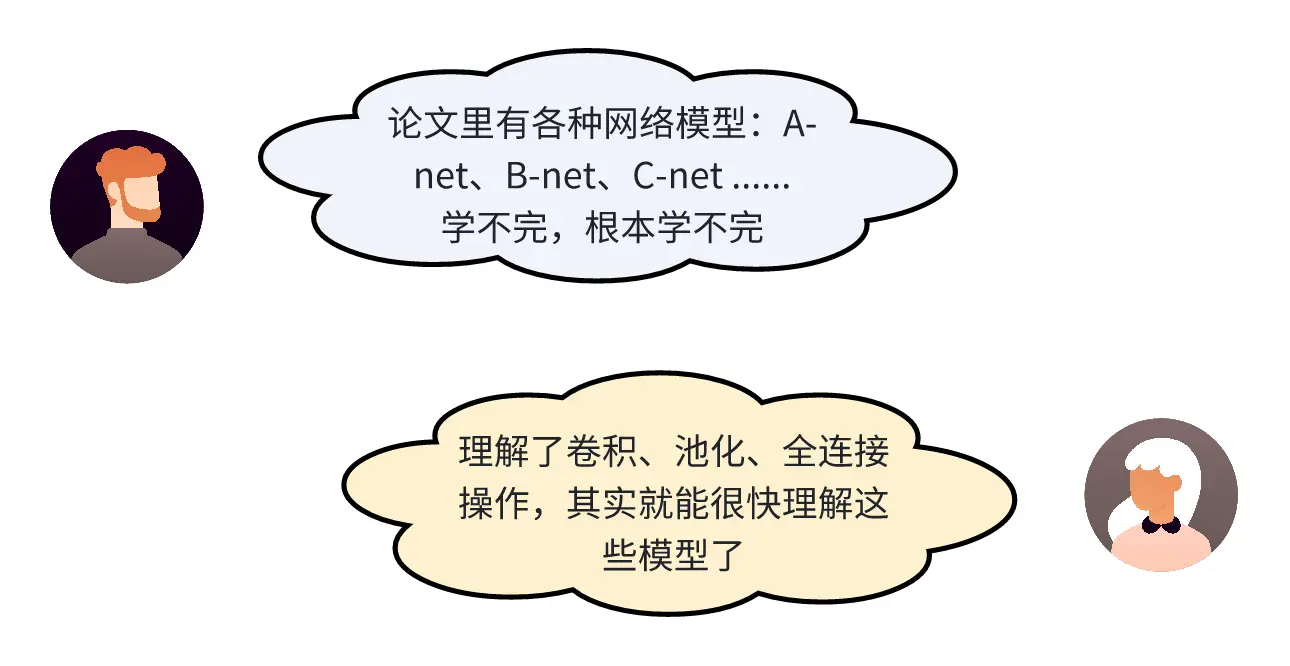 论文里有各种网络模型：A-
net、B-net、C-net ......
学不完，根本学不完
理解了卷积、池化、全连接
操作，其实就能很快理解这
些模型了